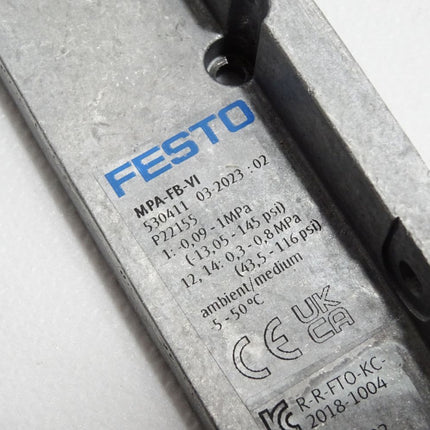 FESTO
MPA-FB-VI
530411 03-2023 : 02
P22155
1: -0,09 - 1MPa
(-13,05 - 145 psi)
12, 14: 0,3 - 0,8 MPa
(43,5 - 116 psi)
ambient/medium
-5 - 50 °C
CE UK
CA
R-R-FTO-KC-
2018-1004